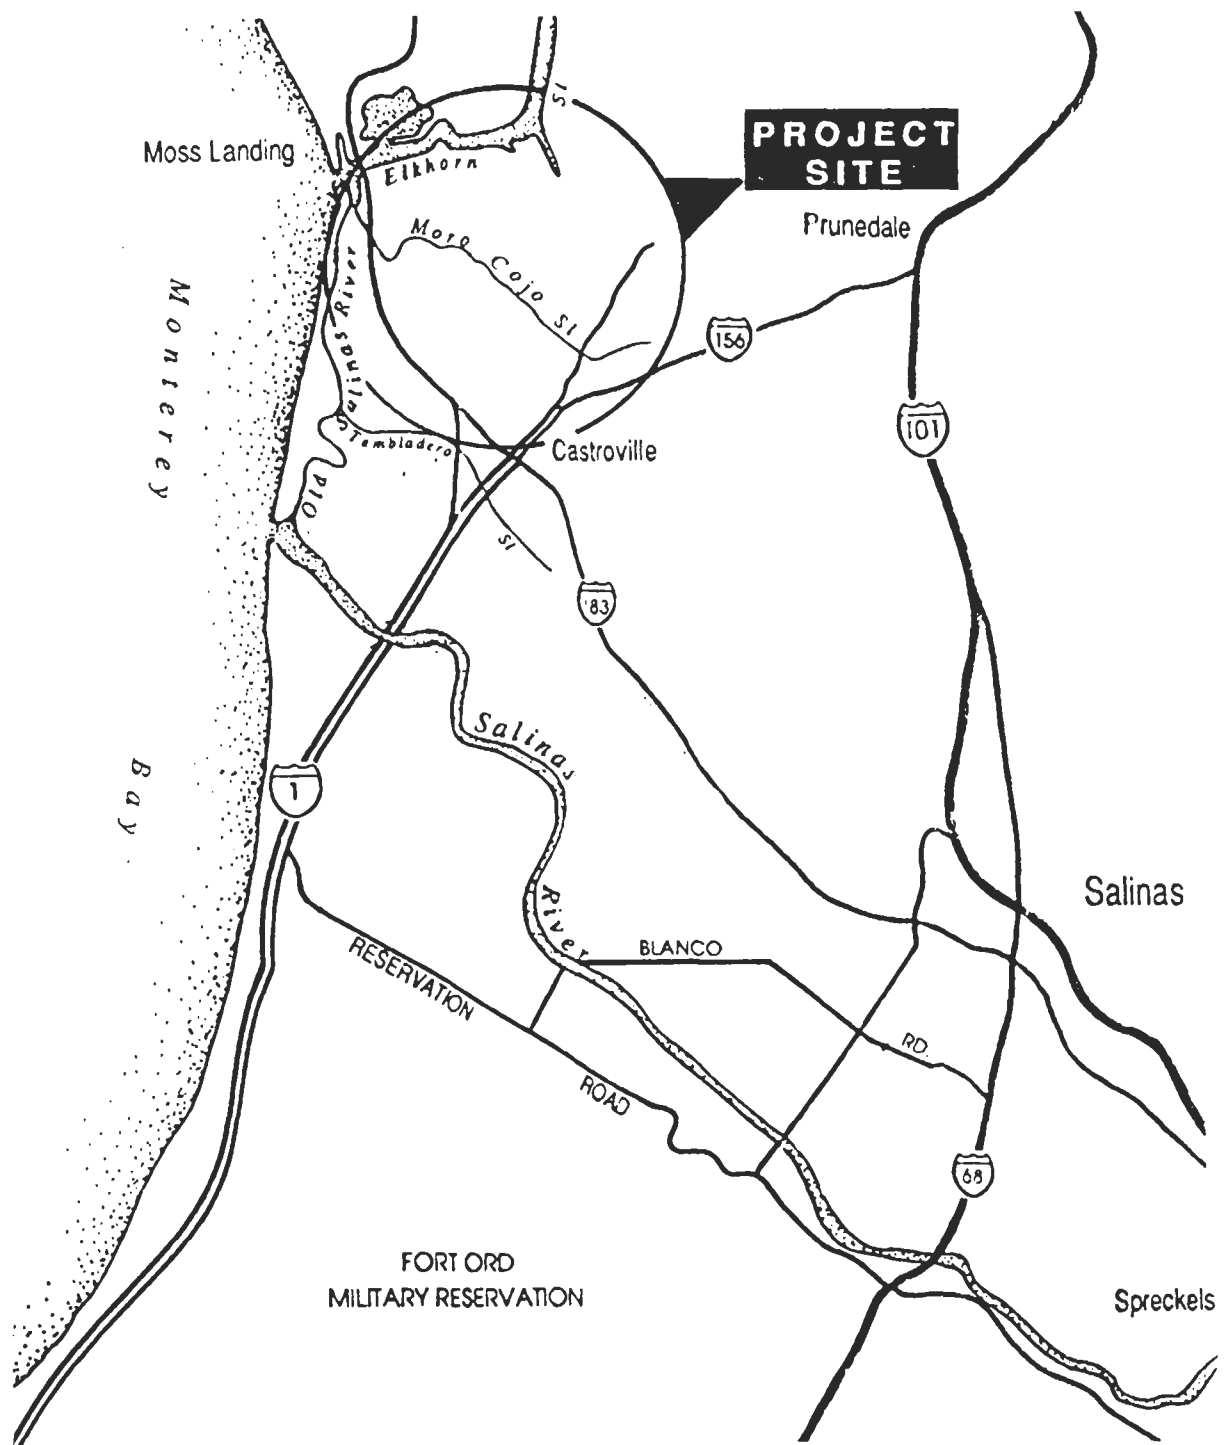 Sl
PROJECT
SITE
Moss Landing
Elkhorn
Prunedale
Moro Cojo Sl
Salinas River
Old
156
101
Monterey
Bay
Tembladero
Sl
Castroville
183
Salinas
River
1
Salinas
BLANCO
RD.
RESERVATION
ROAD
68
FORT ORD
MILITARY RESERVATION
Spreckels